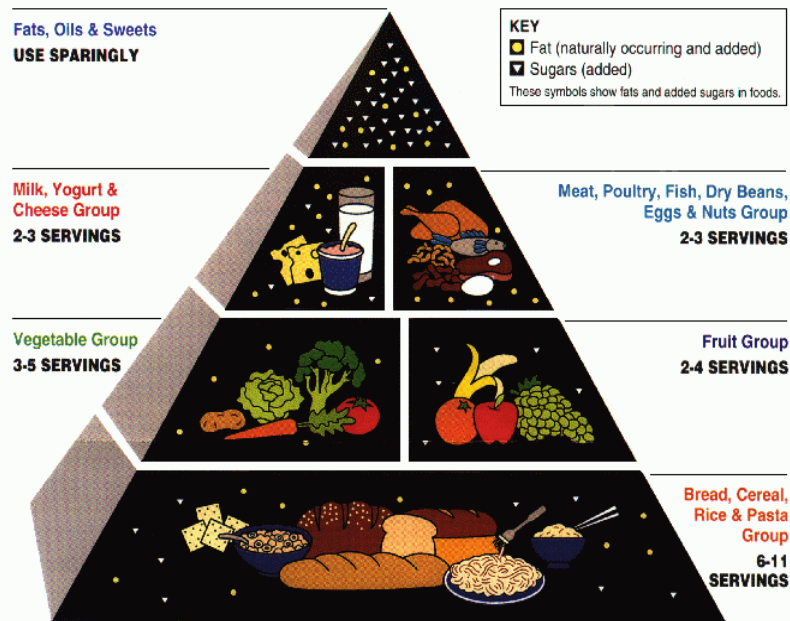 Fats, Oils & Sweets
USE SPARINGLY
KEY
Fat (naturally occurring and added)
Sugars (added)
These symbols show fats and added sugars in foods.
Milk, Yogurt &
Cheese Group
2-3 SERVINGS
Meat, Poultry, Fish, Dry Beans,
Eggs & Nuts Group
2-3 SERVINGS
Vegetable Group
3-5 SERVINGS
Fruit Group
2-4 SERVINGS
Bread, Cereal,
Rice & Pasta
Group
6-11
SERVINGS